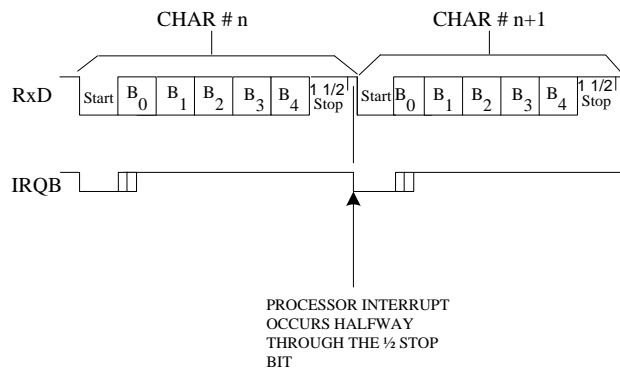 CHAR # n
CHAR # n+1
RxD
Start B0 B1 B2 B3 B4 1 1/2 Stop
Start B0 B1 B2 B3 B4 1 1/2 Stop
IRQB
PROCESSOR INTERRUPT
OCCURS HALFWAY
THROUGH THE ½ STOP
BIT